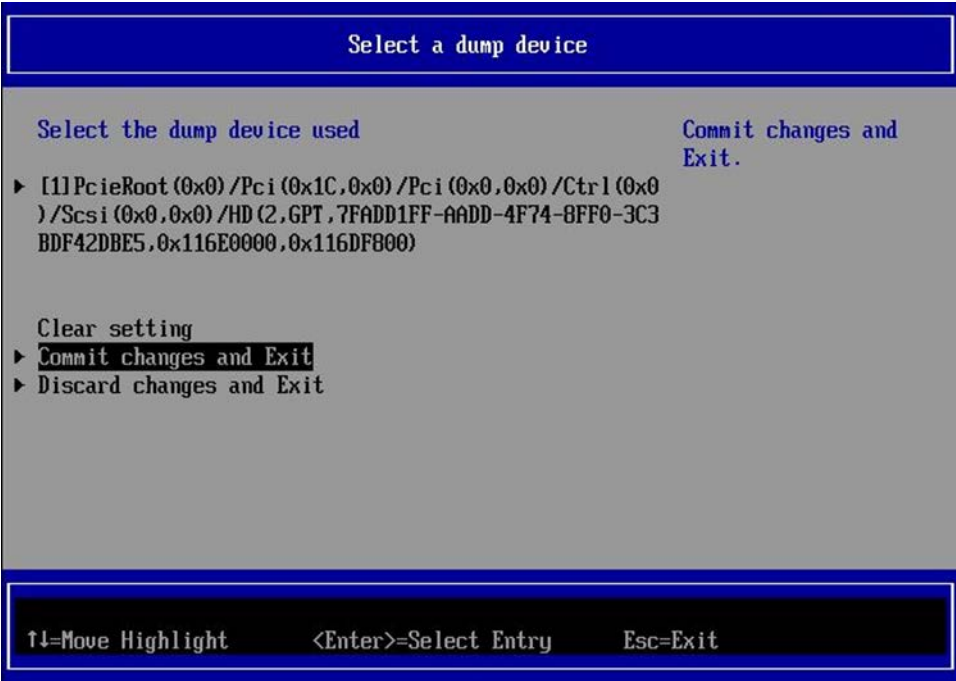 Select a dump device
Select the dump device used
Commit changes and
Exit.
▶ [1]PcieRoot(0x0)/Pci(0x1C,0x0)/Pci(0x0,0x0)/Ctrl(0x0
)/Scsi(0x0,0x0)/HD(2,GPT,7FADD1FF-AADD-4F74-8FF0-3C3
BDF42DBE5,0x116E0000,0x116DF800)
Clear setting
▶ Commit changes and Exit
▶ Discard changes and Exit
↑↓=Move Highlight <Enter>=Select Entry Esc=Exit